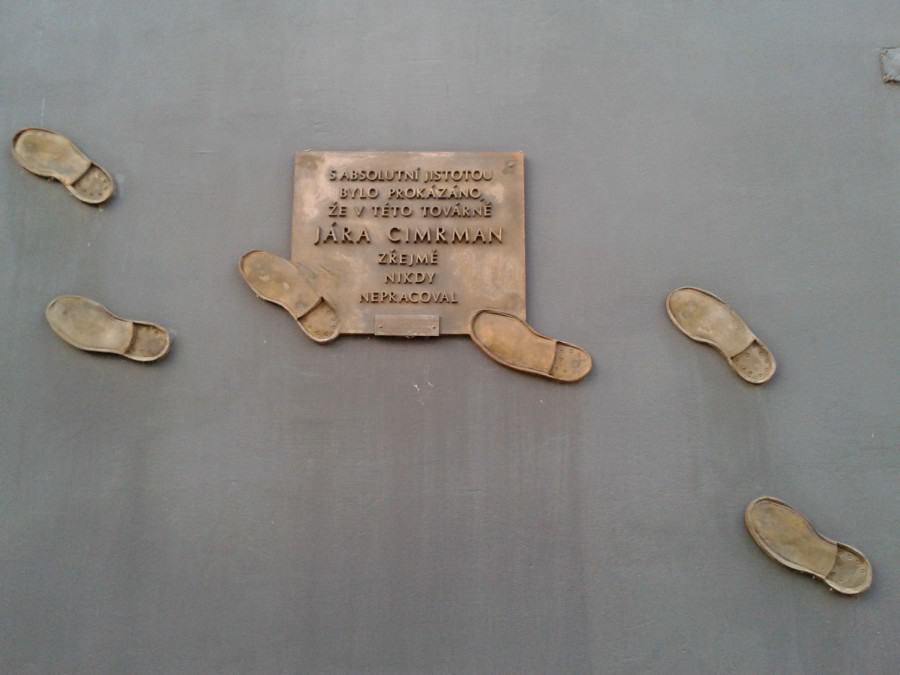 S ABSOLUTNÍ JISTOTOU
BYLO PROKÁZÁNO,
ŽE V TÉTO TOVÁRNĚ
JÁRA CIMRMAN
ZŘEJMĚ
NIKDY
NEPRACOVAL